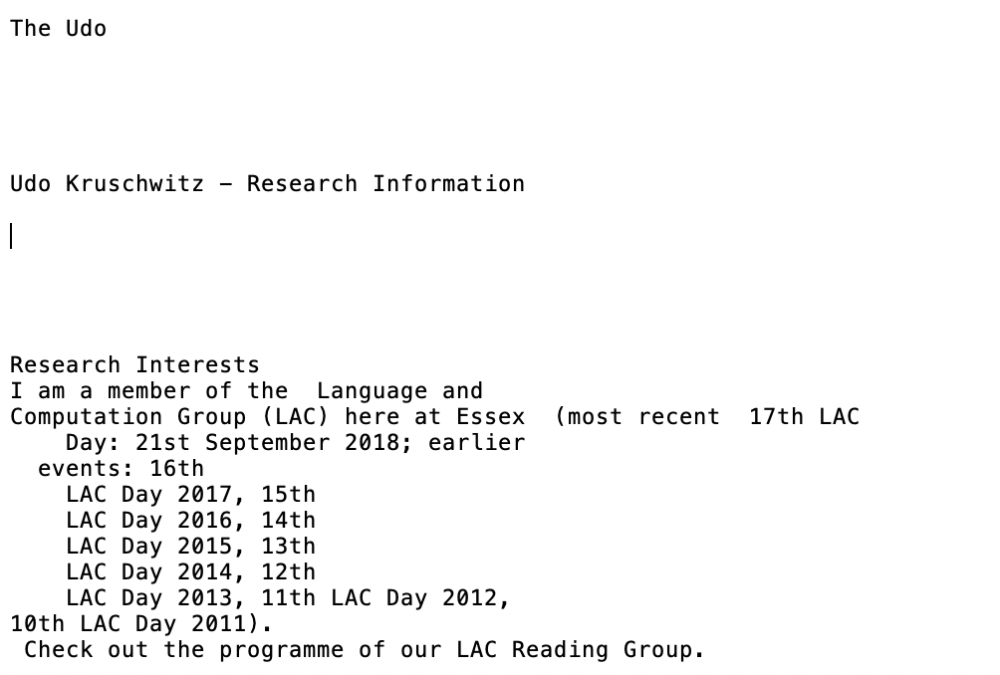 The Udo
Udo Kruschwitz – Research Information
Research Interests
I am a member of the  Language and
Computation Group (LAC) here at Essex  (most recent  17th LAC
    Day: 21st September 2018; earlier
  events: 16th
    LAC Day 2017, 15th
    LAC Day 2016, 14th
    LAC Day 2015, 13th
    LAC Day 2014, 12th
    LAC Day 2013, 11th LAC Day 2012,
10th LAC Day 2011).
 Check out the programme of our LAC Reading Group.